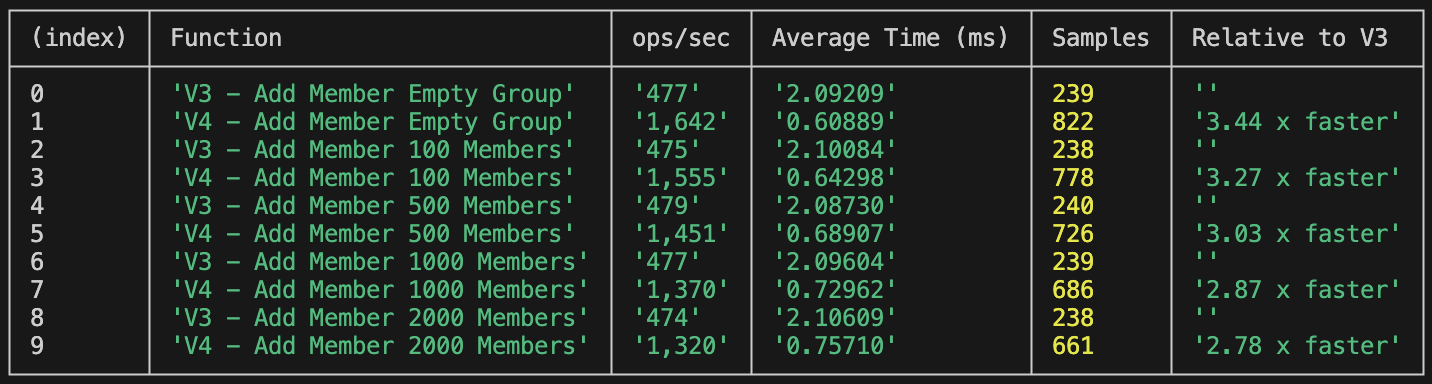 (index) Function ops/sec Average Time (ms) Samples Relative to V3
0 'V3 - Add Member Empty Group' '477' '2.09209' 239 ''
1 'V4 - Add Member Empty Group' '1,642' '0.60889' 822 '3.44 x faster'
2 'V3 - Add Member 100 Members' '475' '2.10084' 238 ''
3 'V4 - Add Member 100 Members' '1,555' '0.64298' 778 '3.27 x faster'
4 'V3 - Add Member 500 Members' '479' '2.08730' 240 ''
5 'V4 - Add Member 500 Members' '1,451' '0.68907' 726 '3.03 x faster'
6 'V3 - Add Member 1000 Members' '477' '2.09604' 239 ''
7 'V4 - Add Member 1000 Members' '1,370' '0.72962' 686 '2.87 x faster'
8 'V3 - Add Member 2000 Members' '474' '2.10609' 238 ''
9 'V4 - Add Member 2000 Members' '1,320' '0.75710' 661 '2.78 x faster'